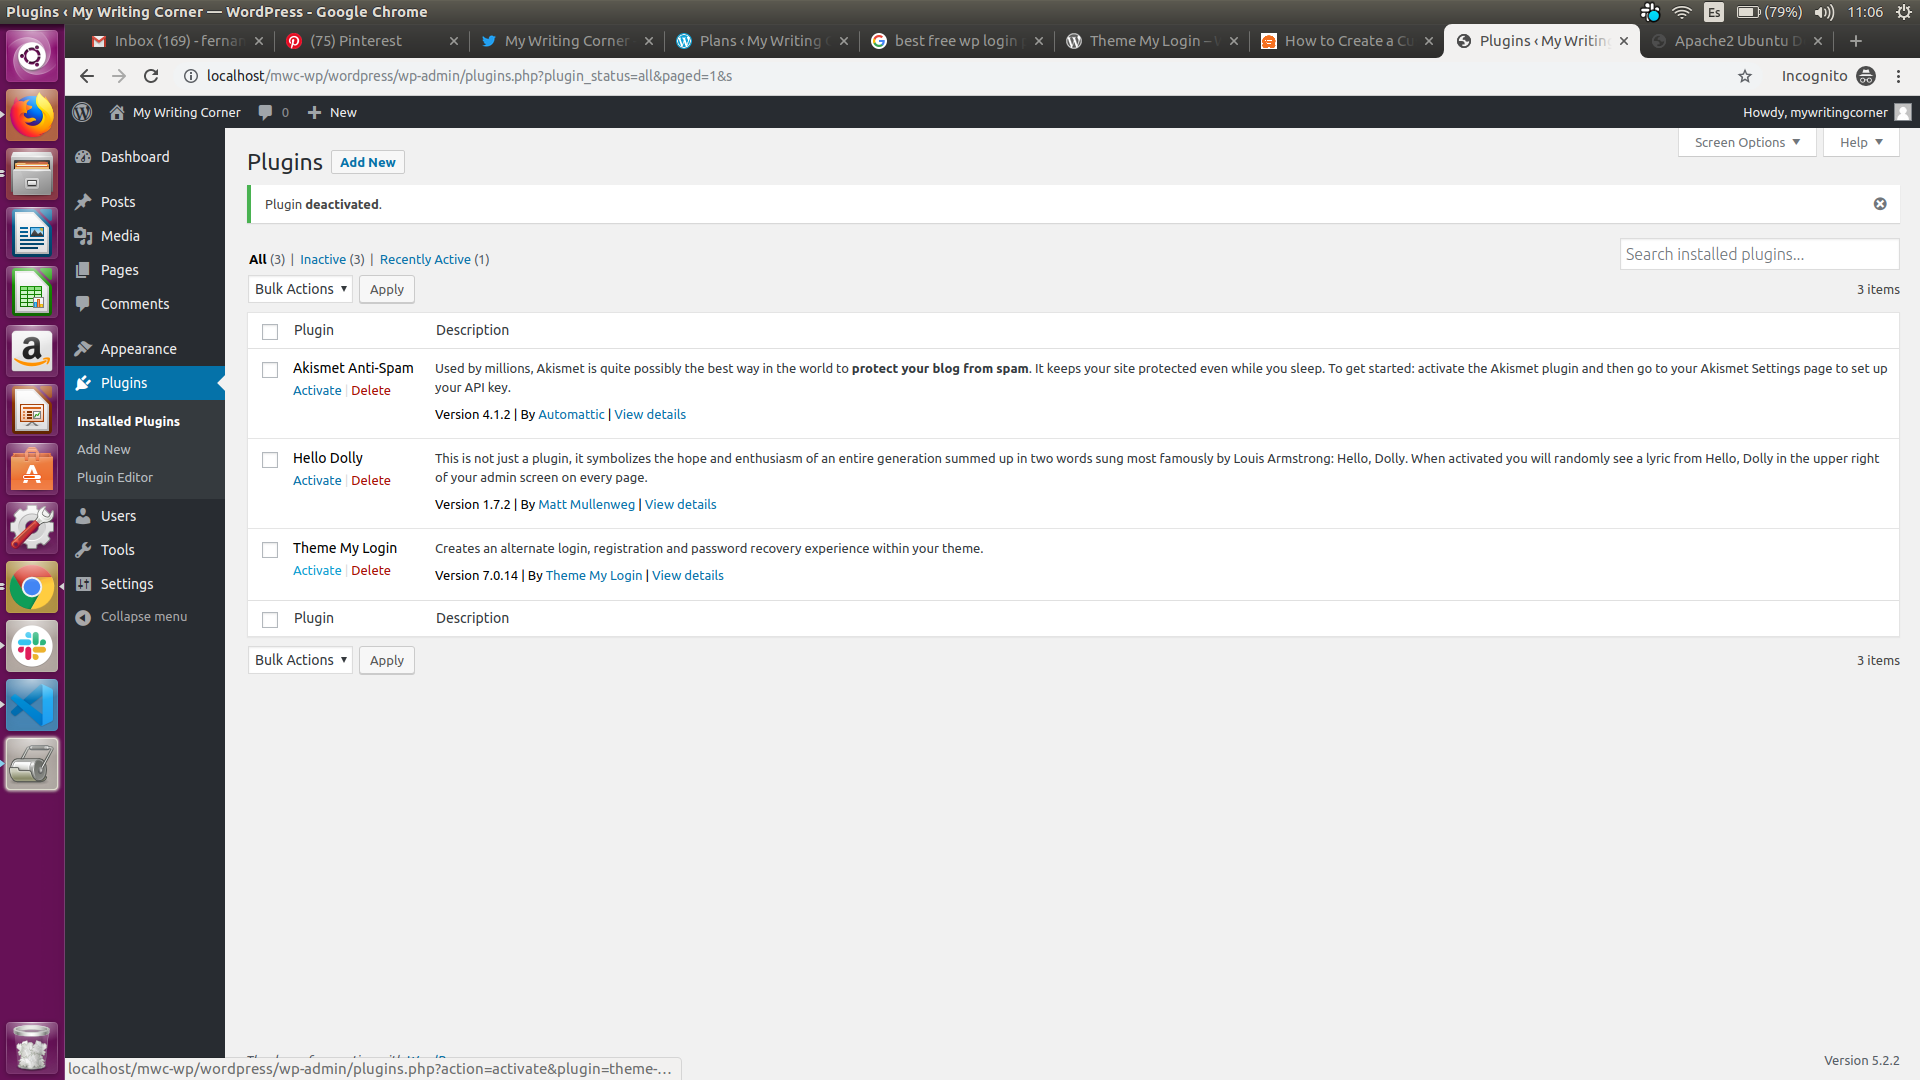 Plugins ‹ My Writing Corner — WordPress - Google Chrome
Es (79%) 11:06
Inbox (169) - fernan
(75) Pinterest
My Writing Corner
Plans ‹ My Writing C
best free wp login p
Theme My Login – W
How to Create a Cu
Plugins ‹ My Writing
Apache2 Ubuntu D
localhost/mwc-wp/wordpress/wp-admin/plugins.php?plugin_status=all&paged=1&s
Incognito
My Writing Corner 0 New
Howdy, mywritingcorner
Dashboard
Posts
Media
Pages
Comments
Appearance
Plugins
Installed Plugins
Add New
Plugin Editor
Users
Tools
Settings
Collapse menu
Screen Options Help
Plugins Add New
Plugin deactivated.
All (3) | Inactive (3) | Recently Active (1)
Search installed plugins...
Bulk Actions Apply
3 items
Plugin Description
Akismet Anti-Spam
Activate | Delete
Used by millions, Akismet is quite possibly the best way in the world to protect your blog from spam. It keeps your site protected even while you sleep. To get started: activate the Akismet plugin and then go to your Akismet Settings page to set up
your API key.
Version 4.1.2 | By Automattic | View details
Hello Dolly
Activate | Delete
This is not just a plugin, it symbolizes the hope and enthusiasm of an entire generation summed up in two words sung most famously by Louis Armstrong: Hello, Dolly. When activated you will randomly see a lyric from Hello, Dolly in the upper right
of your admin screen on every page.
Version 1.7.2 | By Matt Mullenweg | View details
Theme My Login
Activate | Delete
Creates an alternate login, registration and password recovery experience within your theme.
Version 7.0.14 | By Theme My Login | View details
Plugin Description
Bulk Actions Apply
3 items
Version 5.2.2
localhost/mwc-wp/wordpress/wp-admin/plugins.php?action=activate&plugin=theme-...